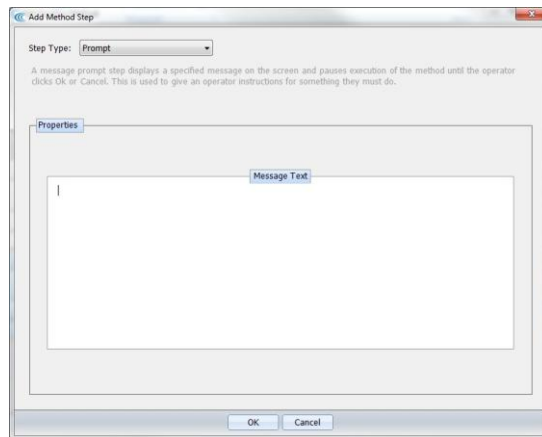 Add Method Step
Step Type: Prompt
A message prompt step displays a specified message on the screen and pauses execution of the method until the operator
clicks Ok or Cancel. This is used to give an operator instructions for something they must do.
Properties
Message Text
OK Cancel